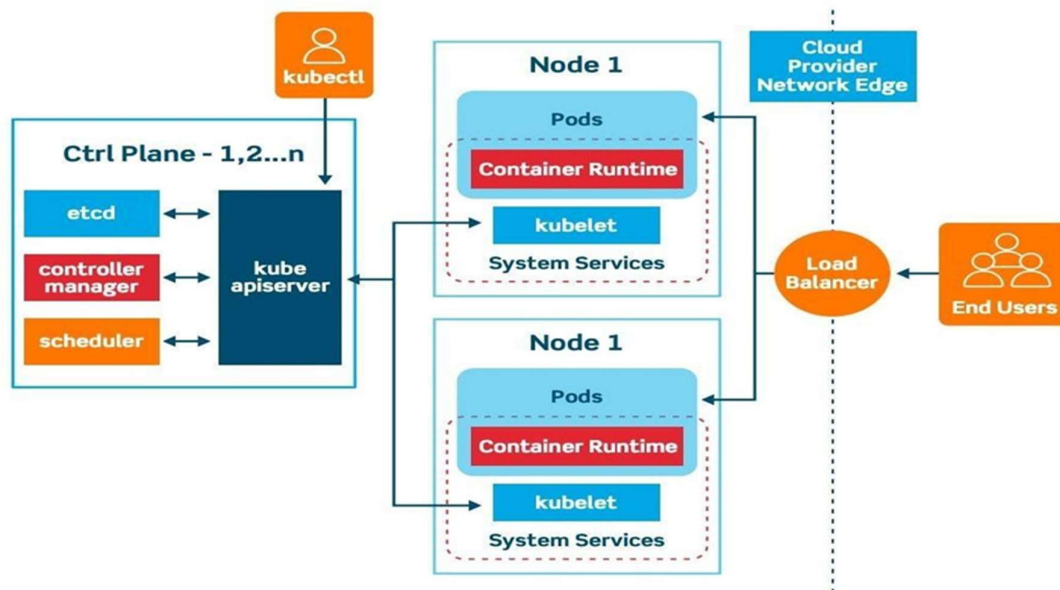 kubectl
Ctrl Plane - 1,2...n
etcd
controller
manager
scheduler
kube
apiserver
Node 1
Pods
Container Runtime
kubelet
System Services
Node 1
Pods
Container Runtime
kubelet
System Services
Cloud
Provider
Network Edge
Load
Balancer
End Users